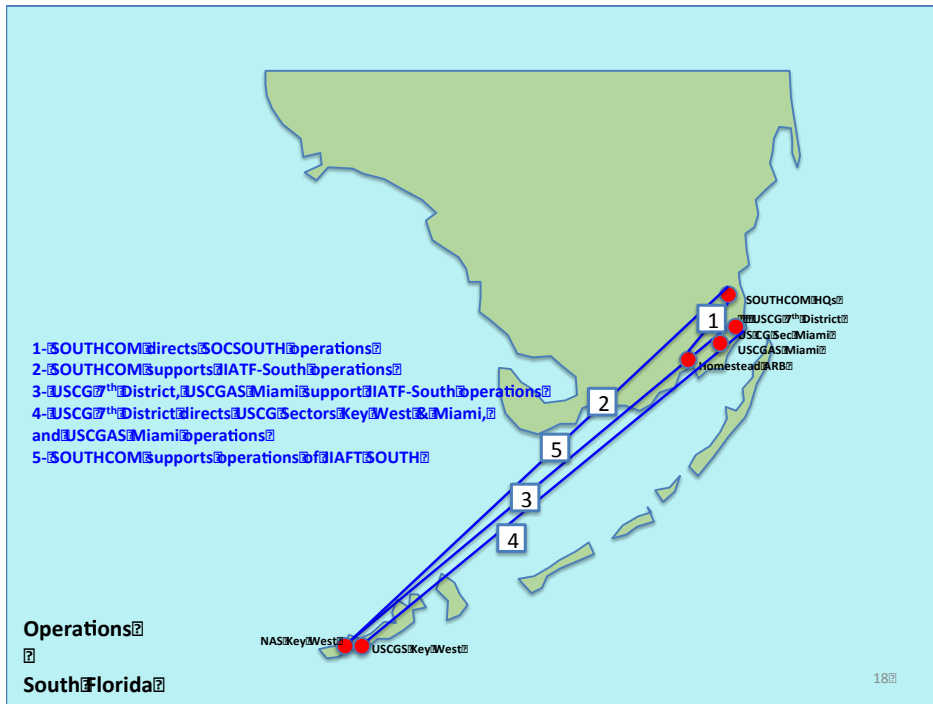 SOUTHCOM HQs
1
USCG 7th District
USCG Sec Miami
USCGAS Miami
Homestead ARB
1- SOUTHCOM directs SOCSOUTH operations
2- SOUTHCOM supports JIATF-South operations
3- USCG 7th District, USCGAS Miami support JIATF-South operations
4- USCG 7th District directs USCG Sectors Key West & Miami,
and USCGAS Miami operations
5- SOUTHCOM supports operations of JIAFT SOUTH
2
5
3
4
NAS Key West
USCGS Key West
Operations
South Florida
18